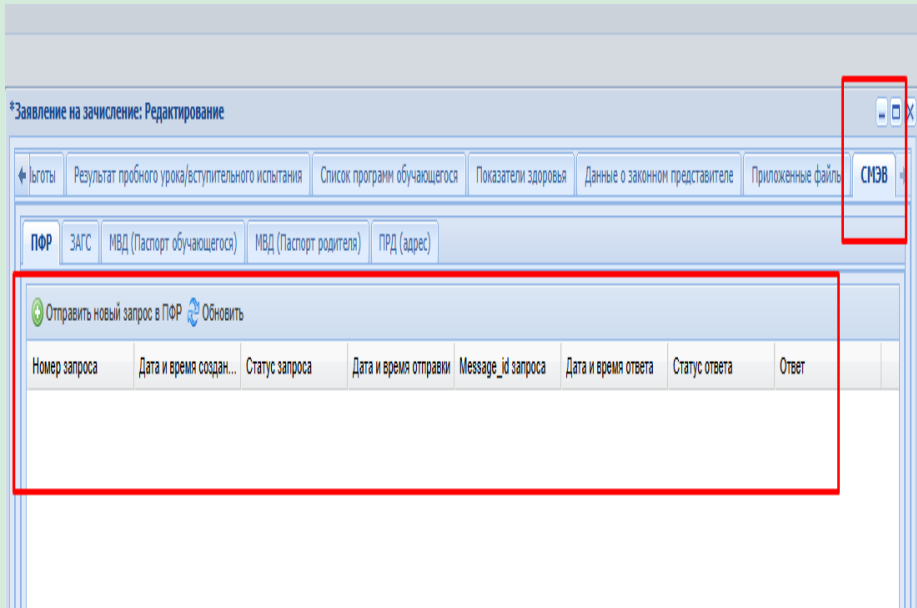 *Заявление на зачисление: Редактирование
ьготы Результат пробного урока/вступительного испытания Список программ обучающегося Показатели здоровья Данные о законном представителе Приложенные файлы СМЭВ
ПФР ЗАГС МВД (Паспорт обучающегося) МВД (Паспорт родителя) ПРД (адрес)
Отправить новый запрос в ПФР Обновить
Номер запроса Дата и время создан... Статус запроса Дата и время отправки Message_id запроса Дата и время ответа Статус ответа Ответ